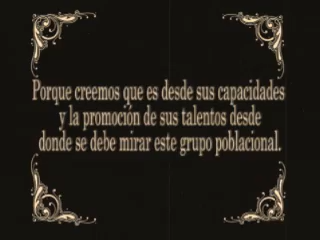 Porque creemos que es desde sus capacidades
y la promoción de sus talentos desde
donde se debe mirar este grupo poblacional.